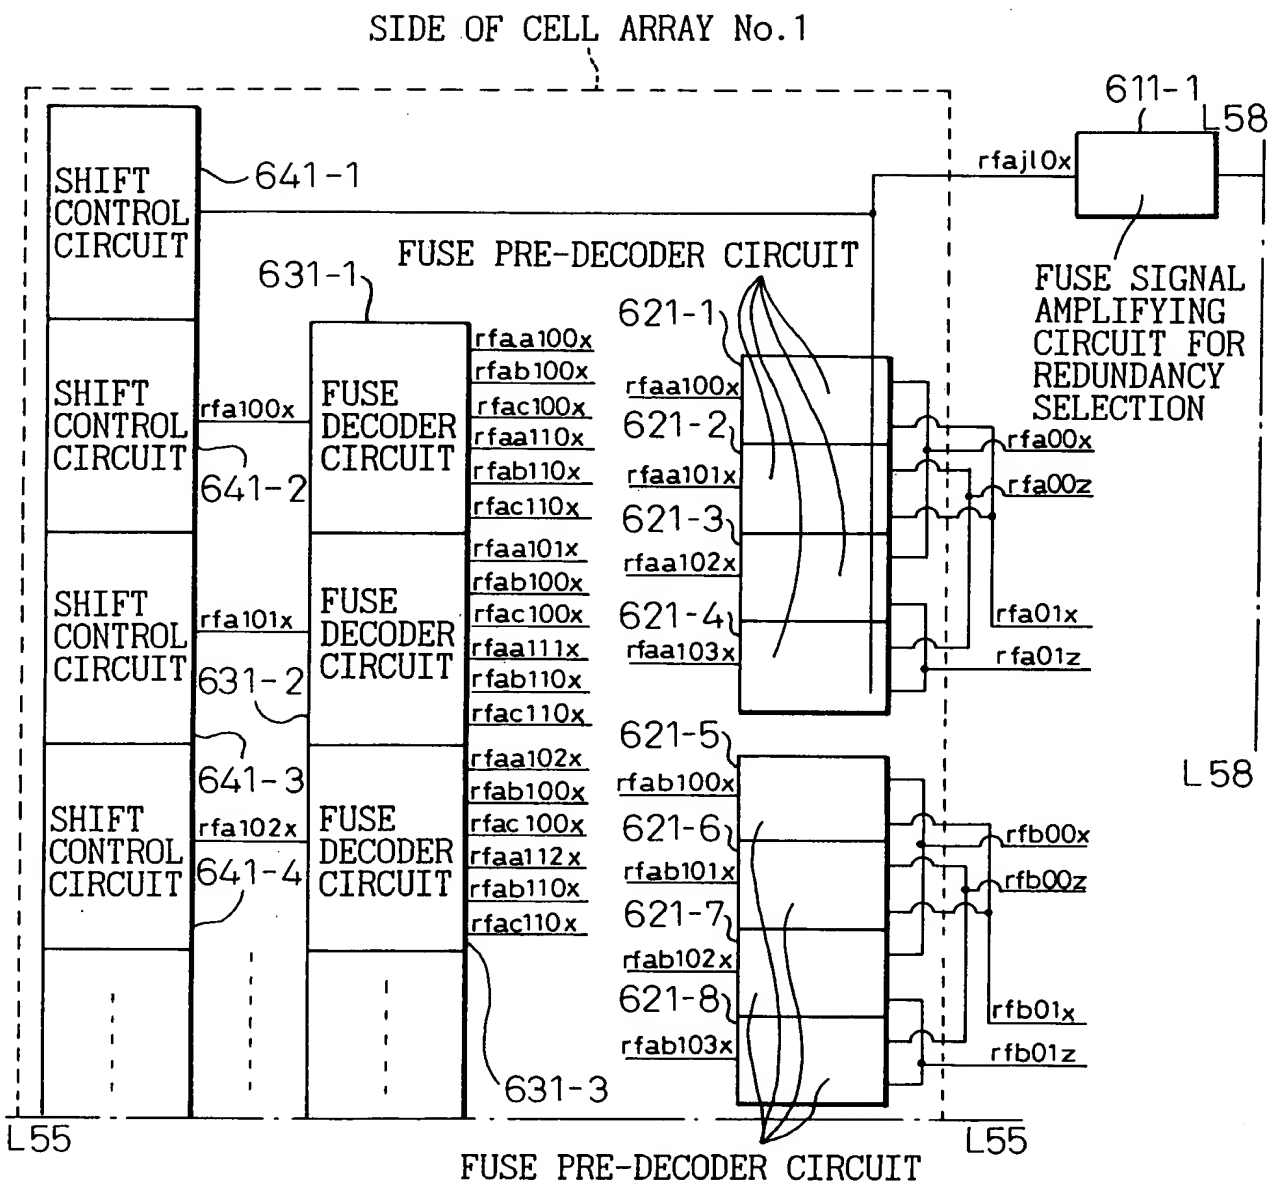 SIDE OF CELL ARRAY No.1
611-1
L58
rfajl0x
FUSE SIGNAL
AMPLIFYING
CIRCUIT FOR
REDUNDANCY
SELECTION
L58
SHIFT
CONTROL
CIRCUIT
641-1
SHIFT
CONTROL
CIRCUIT
641-2
SHIFT
CONTROL
CIRCUIT
641-3
SHIFT
CONTROL
CIRCUIT
641-4
rfa100x
rfa101x
rfa102x
631-1
FUSE
DECODER
CIRCUIT
631-2
FUSE
DECODER
CIRCUIT
FUSE
DECODER
CIRCUIT
631-3
rfaa100x
rfab100x
rfac100x
rfaa110x
rfab110x
rfac110x
rfaa101x
rfab100x
rfac100x
rfaa111x
rfab110x
rfac110x
rfaa102x
rfab100x
rfac100x
rfaa112x
rfab110x
rfac110x
FUSE PRE-DECODER CIRCUIT
621-1
rfaa100x
621-2
rfaa101x
621-3
rfaa102x
621-4
rfaa103x
rfa00x
rfa00z
rfa01x
rfa01z
621-5
rfab100x
621-6
rfab101x
621-7
rfab102x
621-8
rfab103x
rfb00x
rfb00z
rfb01x
rfb01z
L55
L55
FUSE PRE-DECODER CIRCUIT